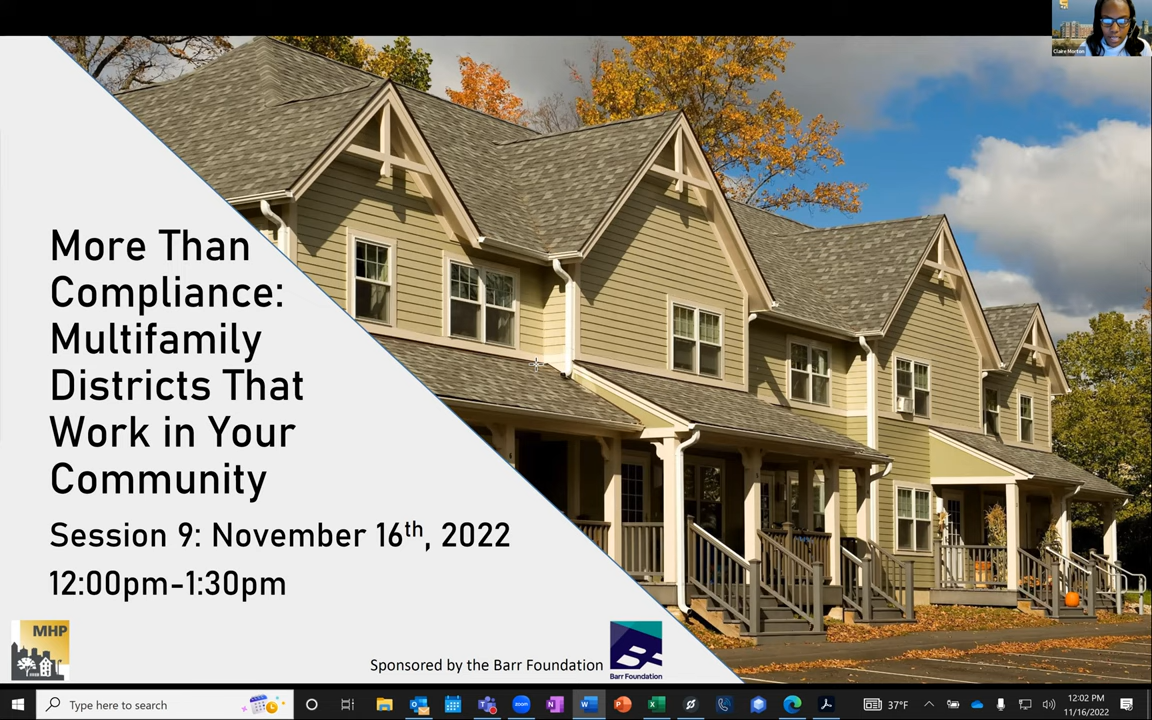 Claire Morton
More Than
Compliance:
Multifamily
Districts That
Work in Your
Community
Session 9: November 16th, 2022
12:00pm-1:30pm
MHP
Sponsored by the Barr Foundation
Barr Foundation
Type here to search
37°F
12:02 PM
11/16/2022